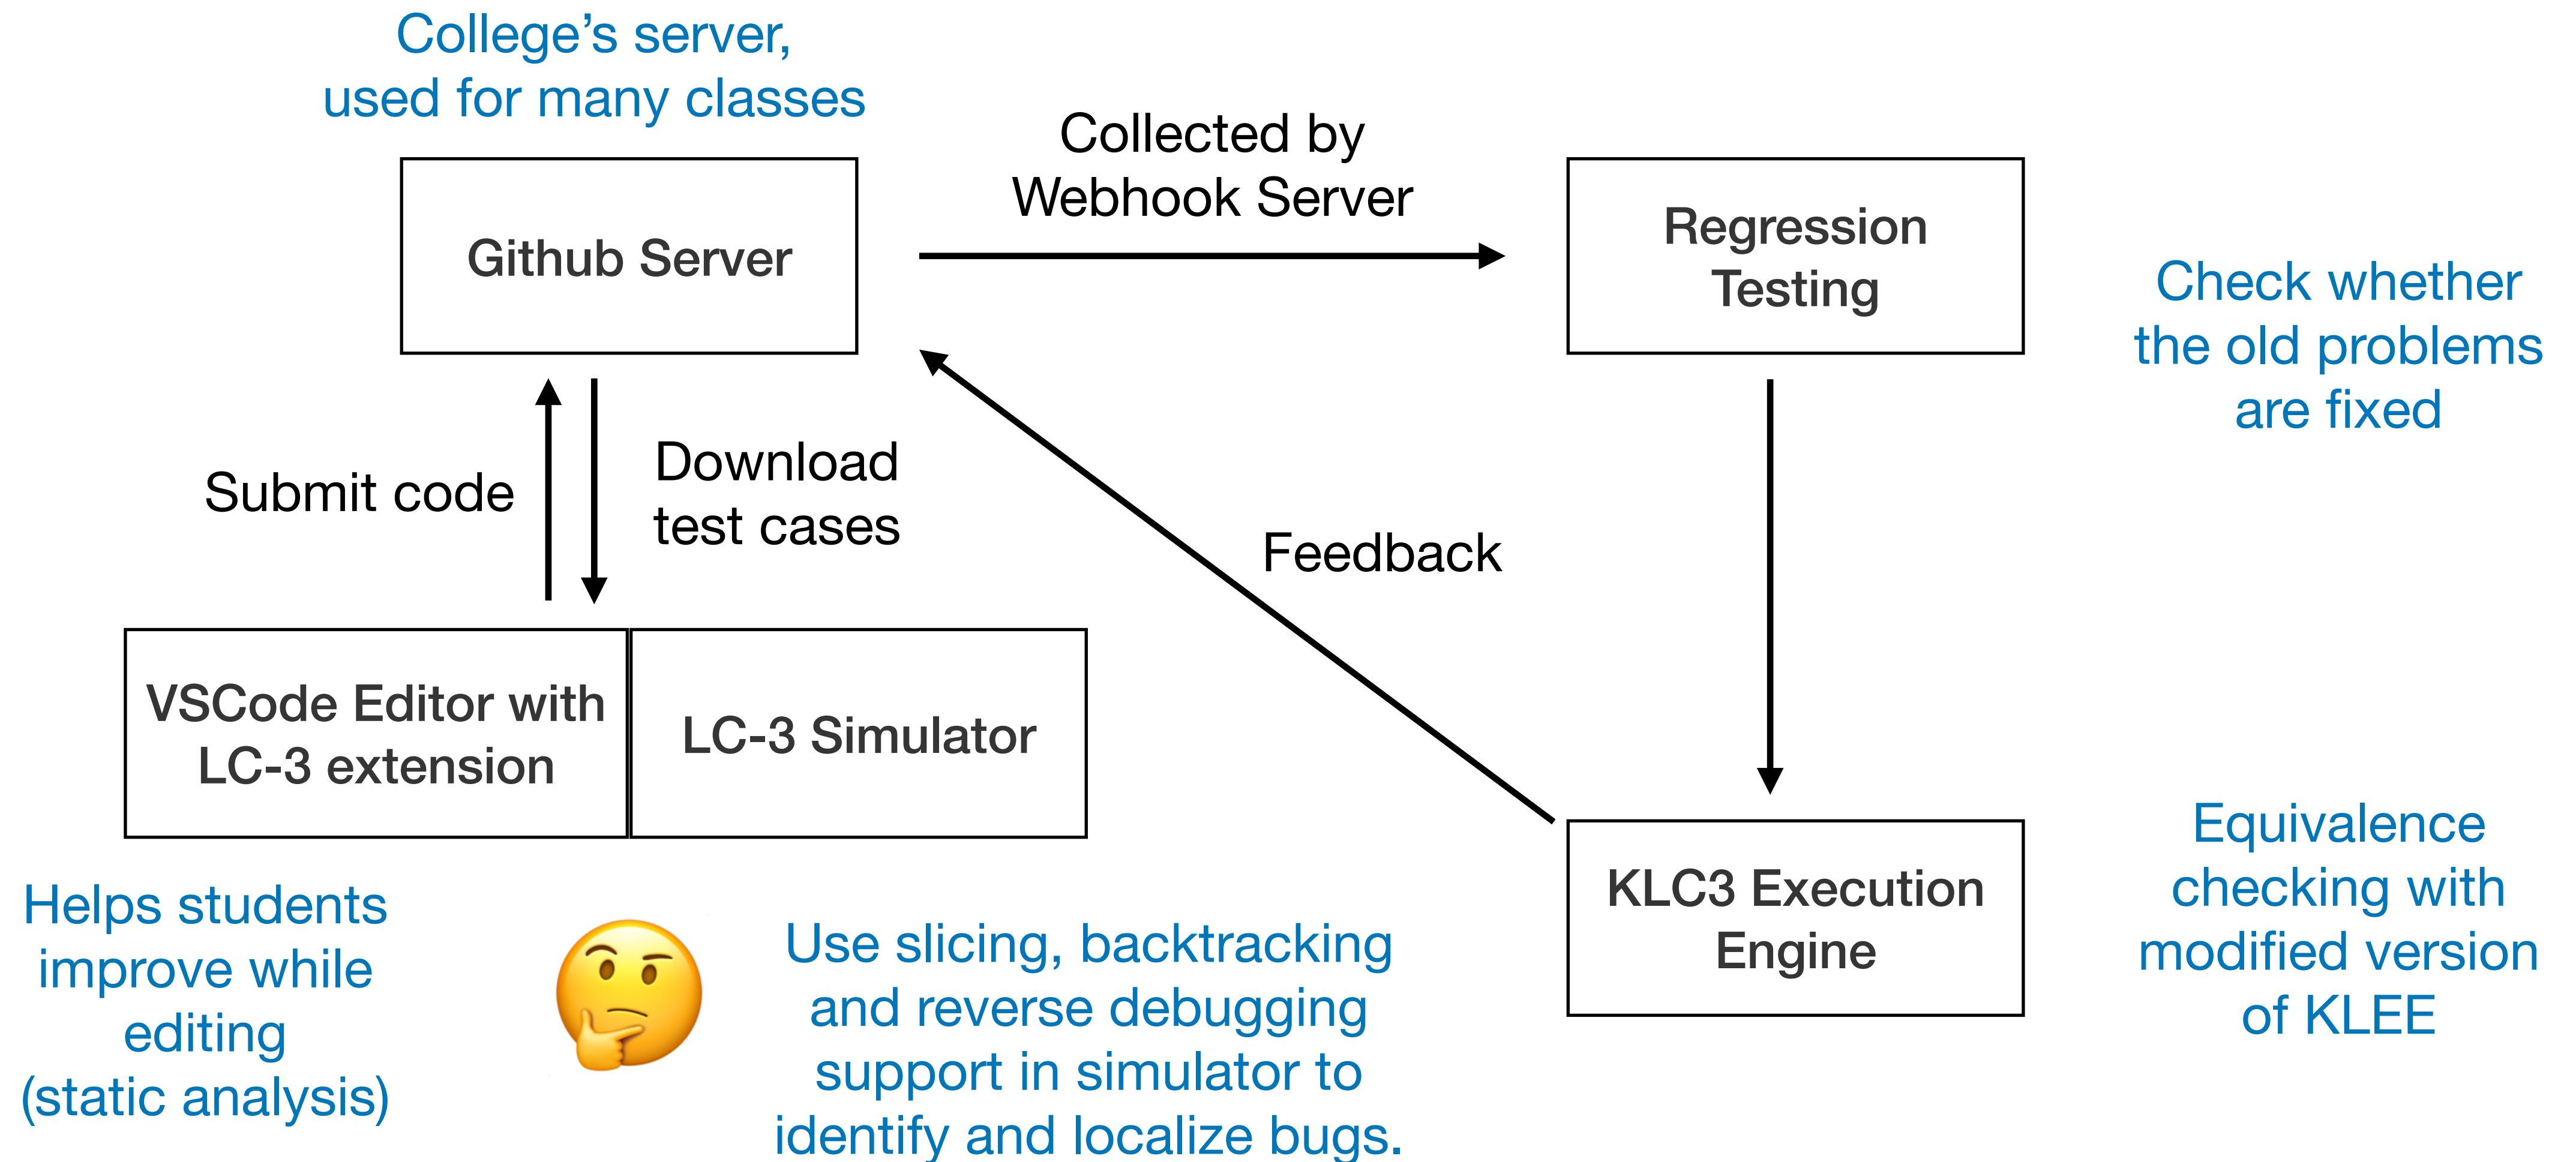 College’s server,
used for many classes
Collected by
Webhook Server
Github Server
Regression
Testing
Check whether
the old problems
are fixed
Submit code
Download
test cases
Feedback
VSCode Editor with
LC-3 extension
LC-3 Simulator
KLC3 Execution
Engine
Equivalence
checking with
modified version
of KLEE
Helps students
improve while
editing
(static analysis)
Use slicing, backtracking
and reverse debugging
support in simulator to
identify and localize bugs.